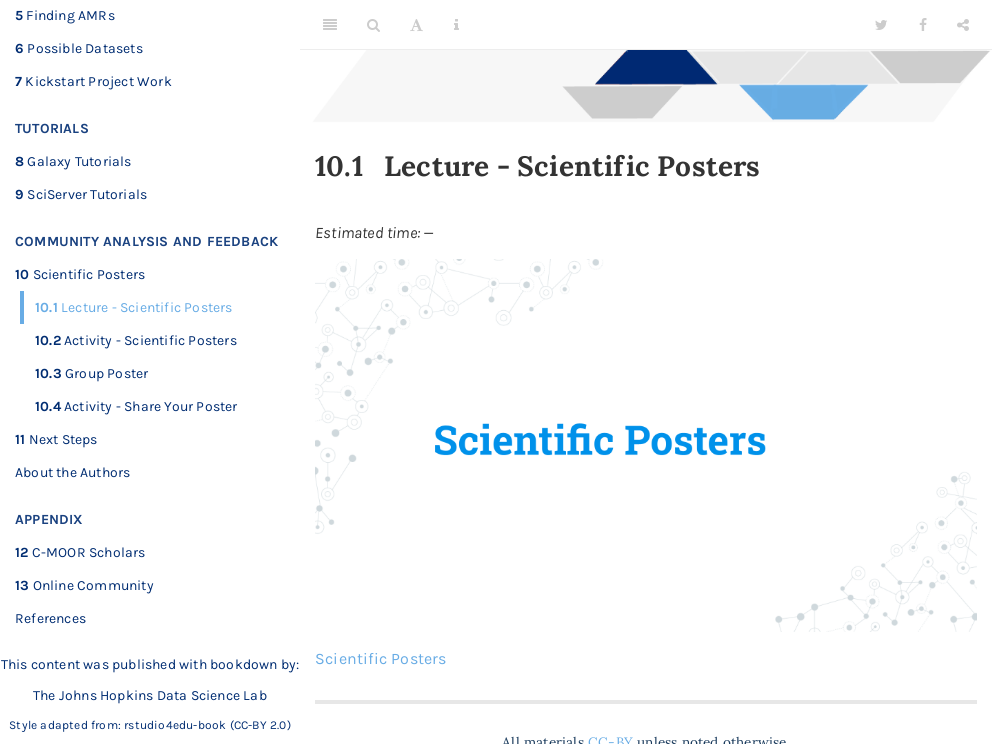 5 Finding AMRs
6 Possible Datasets
7 Kickstart Project Work
TUTORIALS
8 Galaxy Tutorials
9 SciServer Tutorials
COMMUNITY ANALYSIS AND FEEDBACK
10 Scientific Posters
10.1 Lecture - Scientific Posters
10.2 Activity - Scientific Posters
10.3 Group Poster
10.4 Activity - Share Your Poster
11 Next Steps
About the Authors
APPENDIX
12 C-MOOR Scholars
13 Online Community
References
This content was published with bookdown by:
The Johns Hopkins Data Science Lab
Style adapted from: rstudio4edu-book (CC-BY 2.0)
10.1 Lecture - Scientific Posters
Estimated time: —
Scientific Posters
Scientific Posters
All materials CC-BY unless noted otherwise